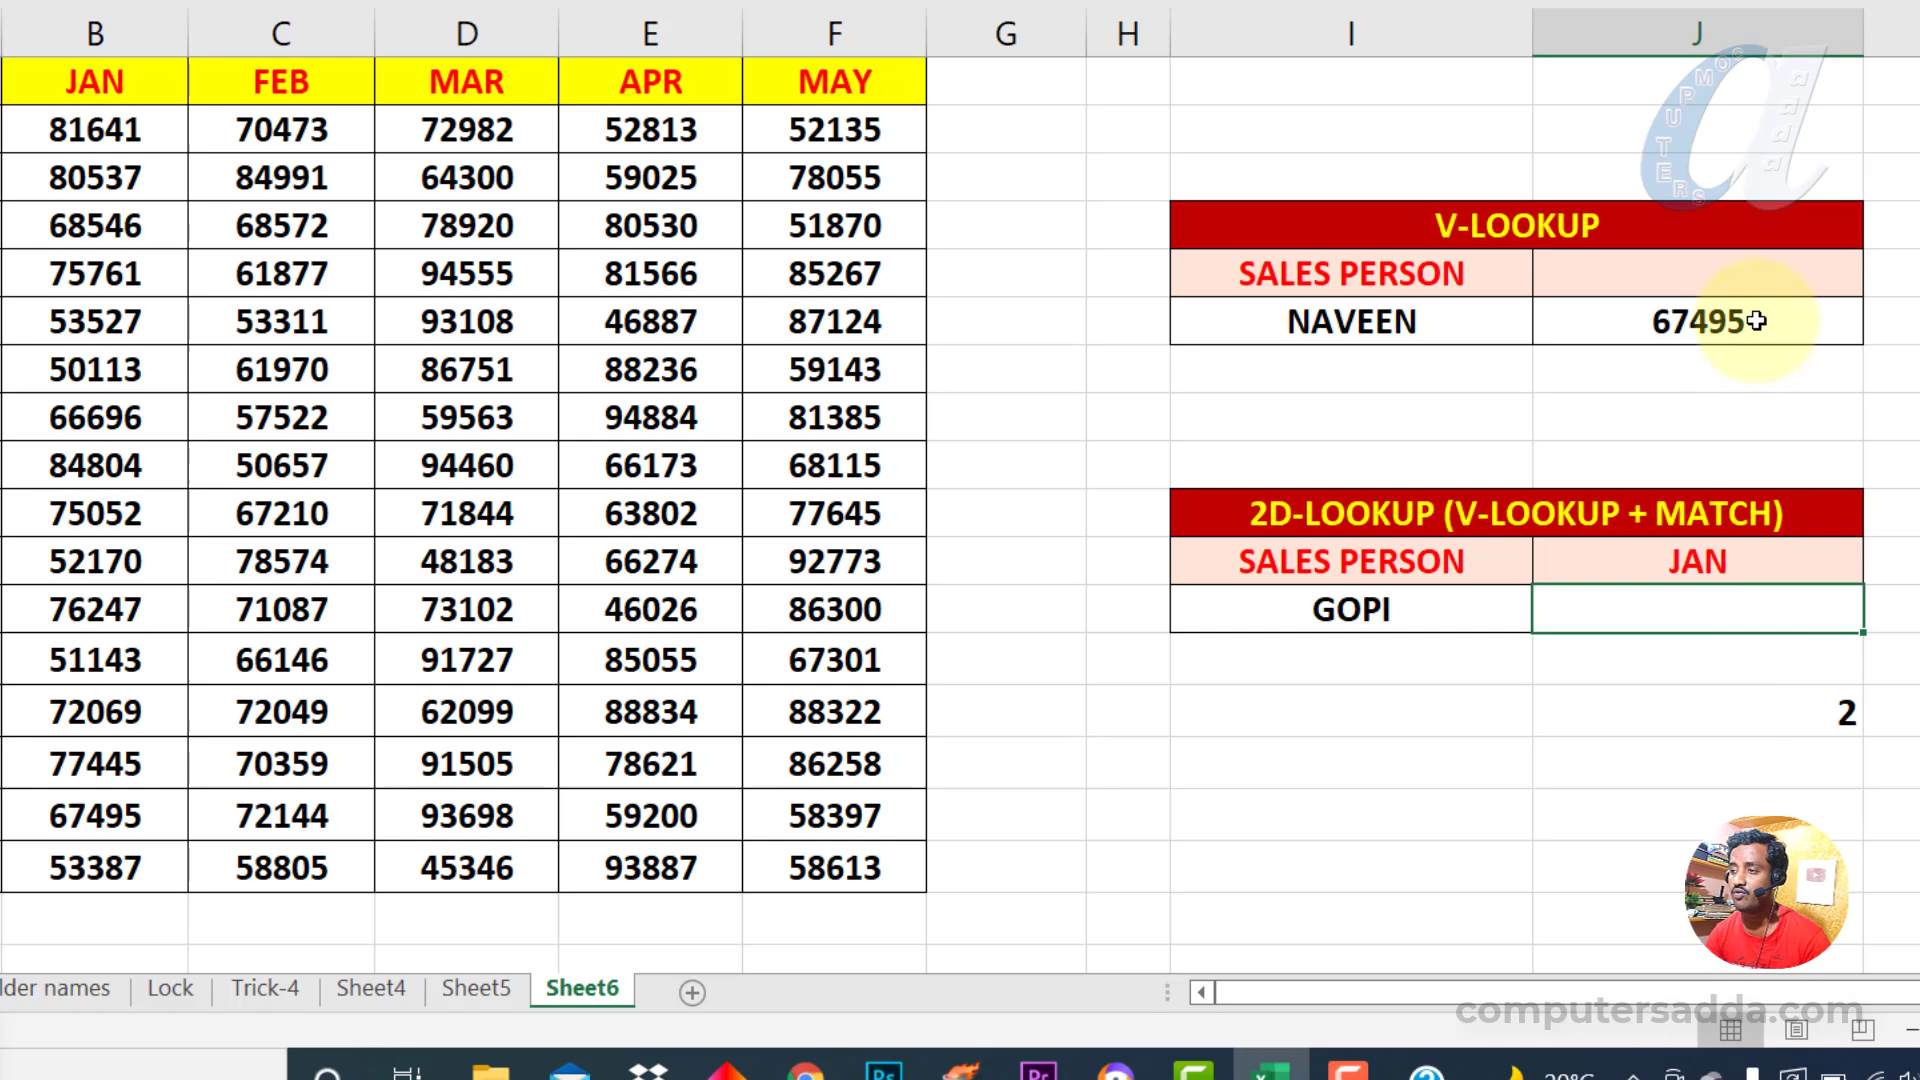 B C D E F G H I J
JAN FEB MAR APR MAY
81641 70473 72982 52813 52135
80537 84991 64300 59025 78055
68546 68572 78920 80530 51870
V-LOOKUP
75761 61877 94555 81566 85267
SALES PERSON
53527 53311 93108 46887 87124
NAVEEN 67495
50113 61970 86751 88236 59143
66696 57522 59563 94884 81385
84804 50657 94460 66173 68115
75052 67210 71844 63802 77645
2D-LOOKUP (V-LOOKUP + MATCH)
52170 78574 48183 66274 92773
SALES PERSON JAN
76247 71087 73102 46026 86300
GOPI
51143 66146 91727 85055 67301
72069 72049 62099 88834 88322
2
77445 70359 91505 78621 86258
67495 72144 93698 59200 58397
53387 58805 45346 93887 58613
COMPUTERS
adda
lder names Lock Trick-4 Sheet4 Sheet5 Sheet6
computersadda.com
Ps Pr
20°C